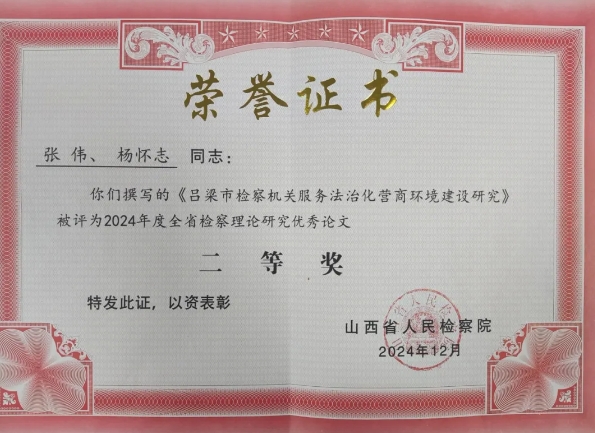 荣誉证书
张 伟、 杨怀志 同志：
你们撰写的《吕梁市检察机关服务法治化营商环境建设研究》
被评为2024年度全省检察理论研究优秀论文
二 等 奖
特发此证，以资表彰
山西省人民检察院
2024年12月